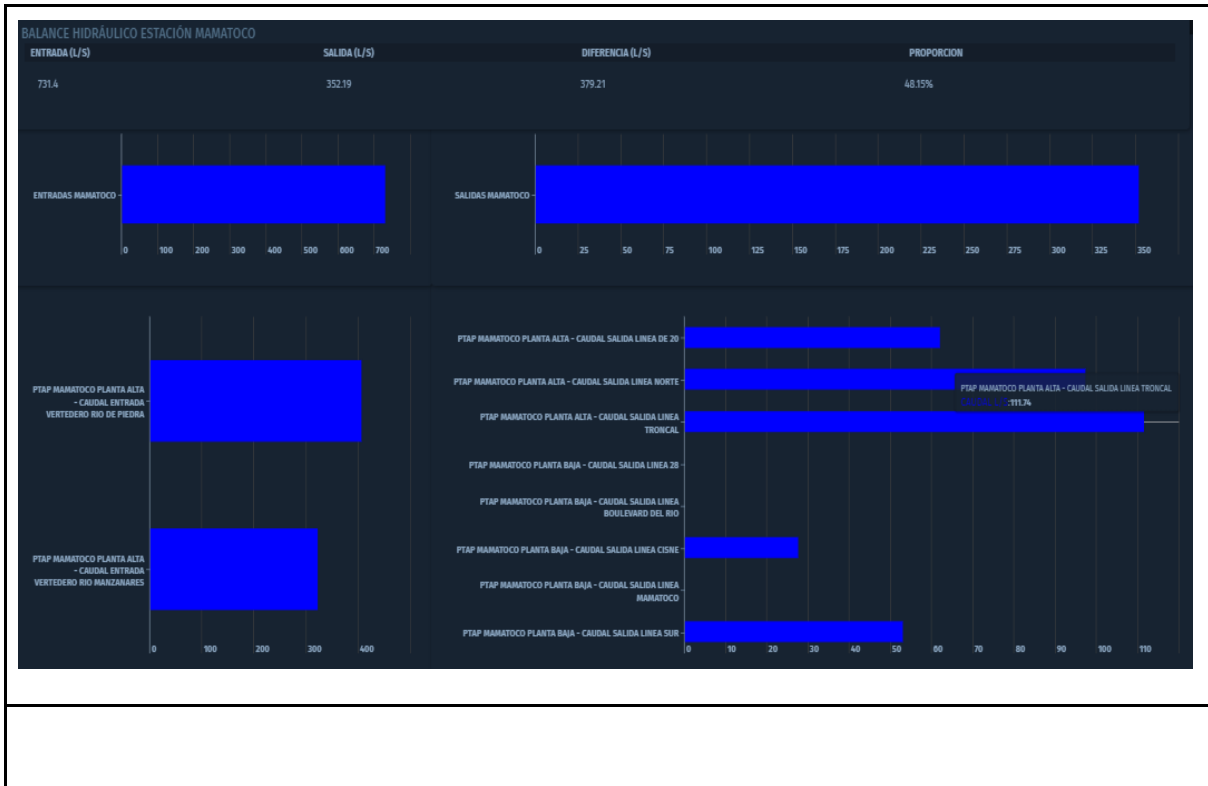 BALANCE HIDRÁULICO ESTACIÓN MAMATOCO
ENTRADA (L/S) SALIDA (L/S) DIFERENCIA (L/S) PROPORCION
731.4 352.19 379.21 48.15%
ENTRADAS MAMATOCO
0 100 200 300 400 500 600 700
SALIDAS MAMATOCO
0 25 50 75 100 125 150 175 200 225 250 275 300 325 350
PTAP MAMATOCO PLANTA ALTA
- CAUDAL ENTRADA
VERTEDERO RIO DE PIEDRA
PTAP MAMATOCO PLANTA ALTA
- CAUDAL ENTRADA
VERTEDERO RIO MANZANARES
0 100 200 300 400
PTAP MAMATOCO PLANTA ALTA - CAUDAL SALIDA LINEA DE 20
PTAP MAMATOCO PLANTA ALTA - CAUDAL SALIDA LINEA NORTE
PTAP MAMATOCO PLANTA ALTA - CAUDAL SALIDA LINEA TRONCAL
:111.74
PTAP MAMATOCO PLANTA ALTA - CAUDAL SALIDA LINEA
TRONCAL
PTAP MAMATOCO PLANTA BAJA - CAUDAL SALIDA LINEA 28
PTAP MAMATOCO PLANTA BAJA - CAUDAL SALIDA LINEA
BOULEVARD DEL RIO
PTAP MAMATOCO PLANTA BAJA - CAUDAL SALIDA LINEA CISNE
PTAP MAMATOCO PLANTA BAJA - CAUDAL SALIDA LINEA
MAMATOCO
PTAP MAMATOCO PLANTA BAJA - CAUDAL SALIDA LINEA SUR
0 10 20 30 40 50 60 70 80 90 100 110